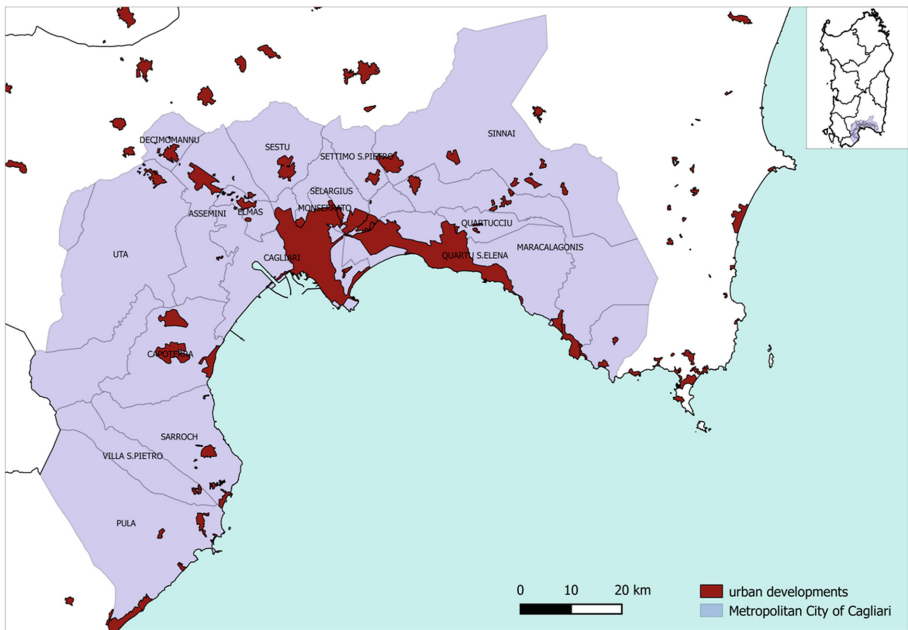 DECIMOMANNU
SESTU
SETTIMO S.PIETRO
SINNAI
SELARGIUS
MONSERRATO
ASSEMINI
ELMAS
QUARTUCCIU
MARACALAGONIS
UTA
CAGLIARI
QUARTU S.ELENA
CAPOTERRA
SARROCH
VILLA S.PIETRO
PULA
0 10 20 km
urban developments
Metropolitan City of Cagliari